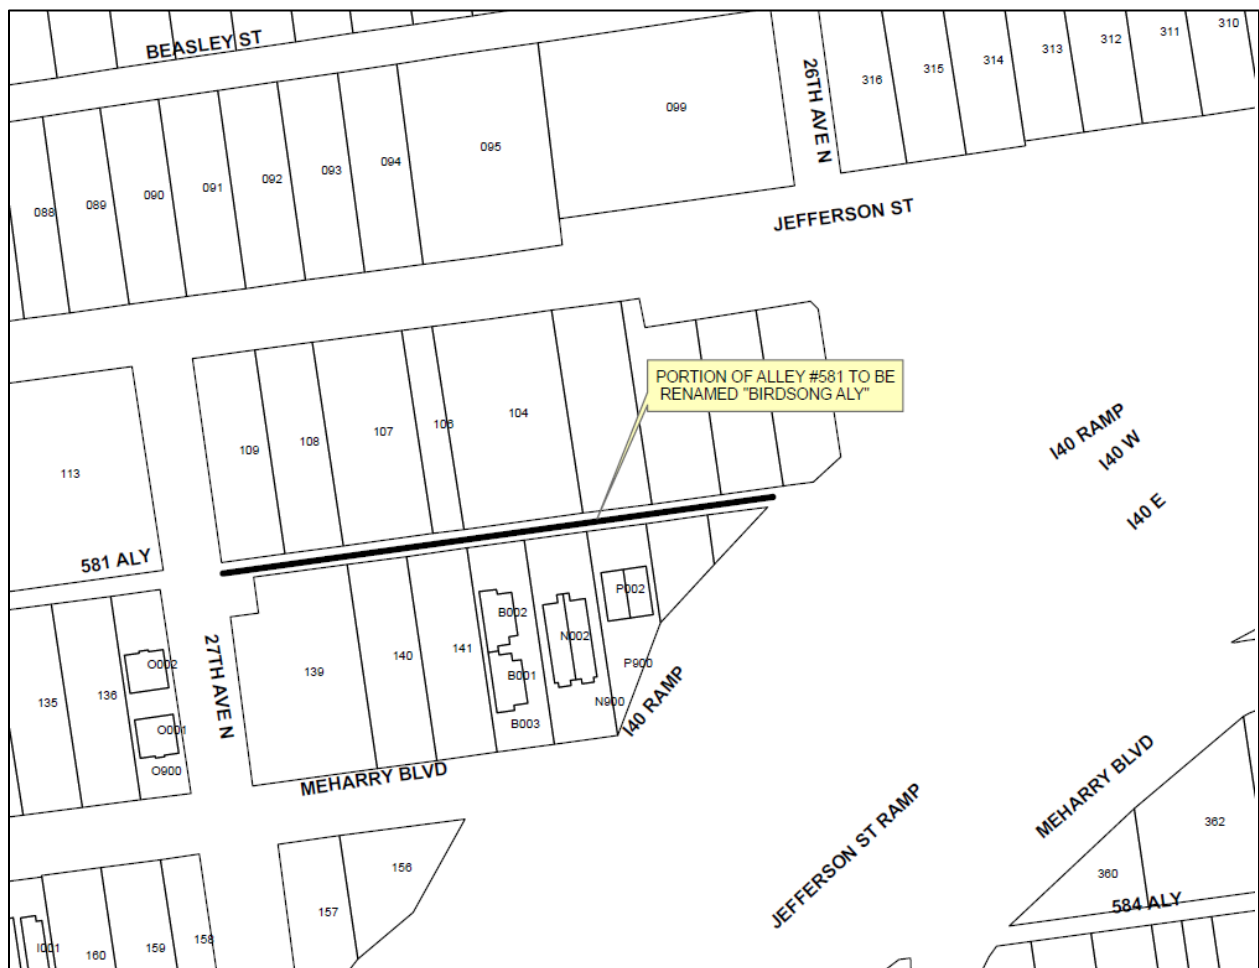 BEASLEY ST
310
311
312
313
314
315
316
26TH AVE N
099
095
094
093
092
091
090
089
088
JEFFERSON ST
PORTION OF ALLEY #581 TO BE
RENAMED "BIRDSONG ALY"
104
106
107
108
109
113
I40 RAMP
I40 W
I40 E
581 ALY
27TH AVE N
B002
P002
N002
O002
141
140
139
136
135
B001
P900
N900
O001
B003
O900
I40 RAMP
MEHARRY BLVD
MEHARRY BLVD
JEFFERSON ST RAMP
362
360
584 ALY
156
157
158
159
160
I001